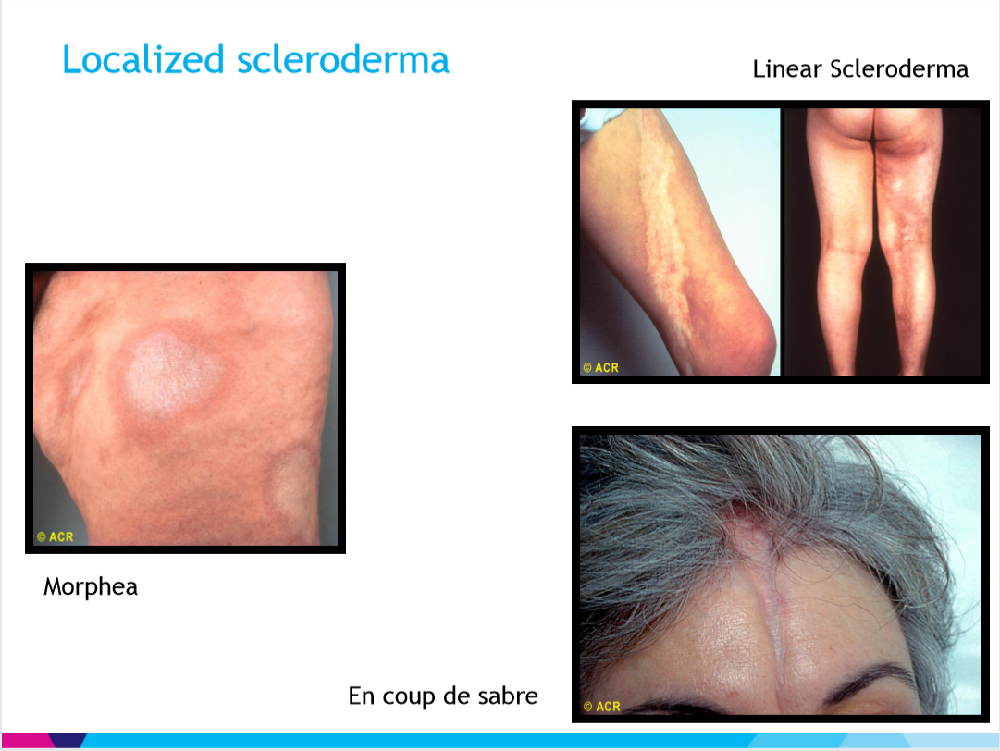 Localized scleroderma
Linear Scleroderma
© ACR
© ACR
Morphea
En coup de sabre
© ACR